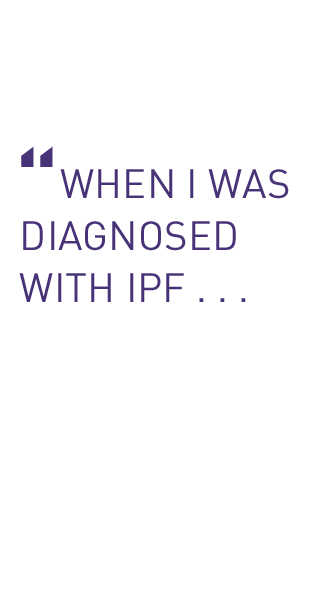 “WHEN I WAS
DIAGNOSED
WITH IPF . . .